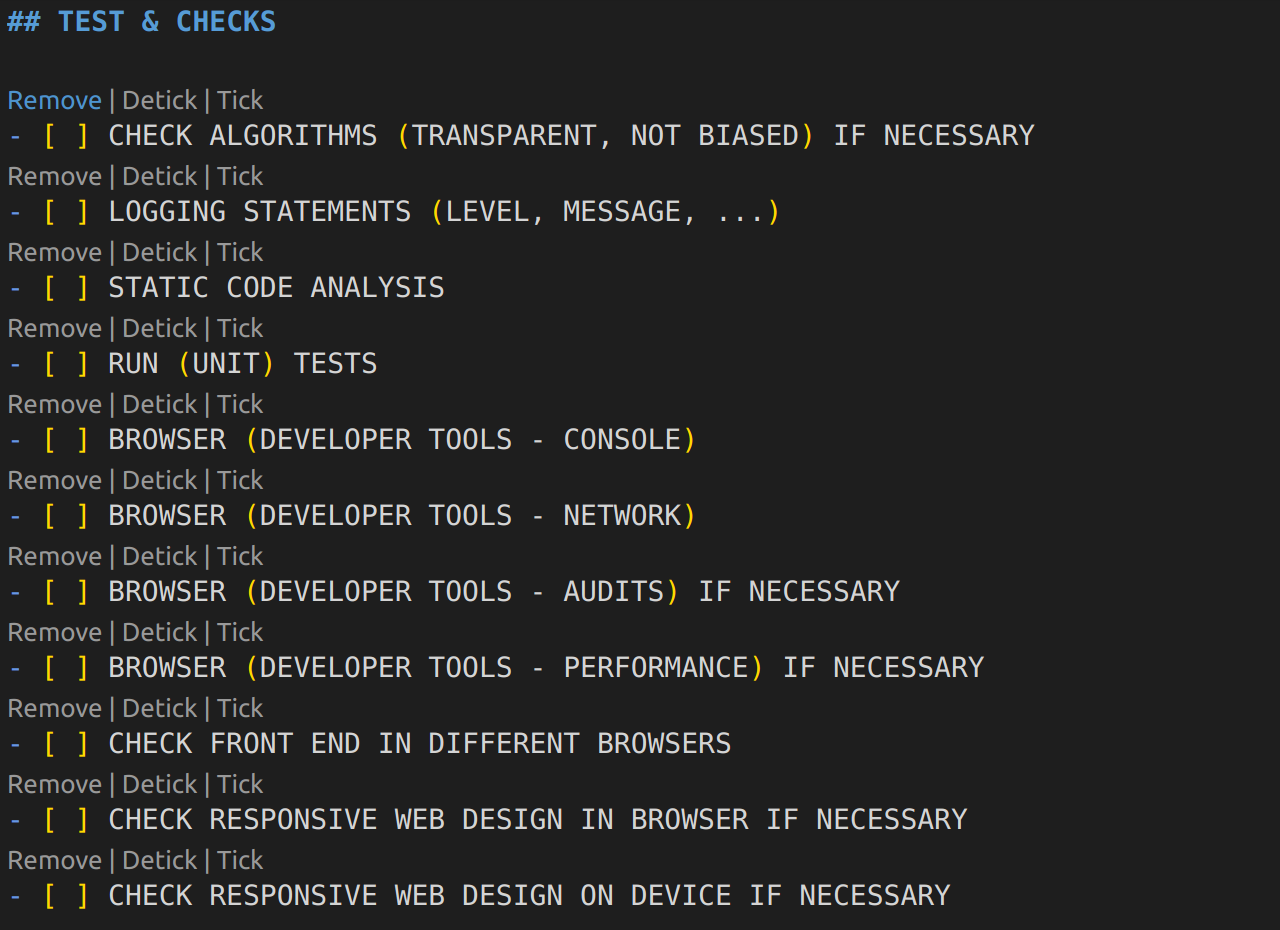 ## TEST & CHECKS
Remove | Detick | Tick
- [ ] CHECK ALGORITHMS (TRANSPARENT, NOT BIASED) IF NECESSARY
Remove | Detick | Tick
- [ ] LOGGING STATEMENTS (LEVEL, MESSAGE, ...)
Remove | Detick | Tick
- [ ] STATIC CODE ANALYSIS
Remove | Detick | Tick
- [ ] RUN (UNIT) TESTS
Remove | Detick | Tick
- [ ] BROWSER (DEVELOPER TOOLS - CONSOLE)
Remove | Detick | Tick
- [ ] BROWSER (DEVELOPER TOOLS - NETWORK)
Remove | Detick | Tick
- [ ] BROWSER (DEVELOPER TOOLS - AUDITS) IF NECESSARY
Remove | Detick | Tick
- [ ] BROWSER (DEVELOPER TOOLS - PERFORMANCE) IF NECESSARY
Remove | Detick | Tick
- [ ] CHECK FRONT END IN DIFFERENT BROWSERS
Remove | Detick | Tick
- [ ] CHECK RESPONSIVE WEB DESIGN IN BROWSER IF NECESSARY
Remove | Detick | Tick
- [ ] CHECK RESPONSIVE WEB DESIGN ON DEVICE IF NECESSARY